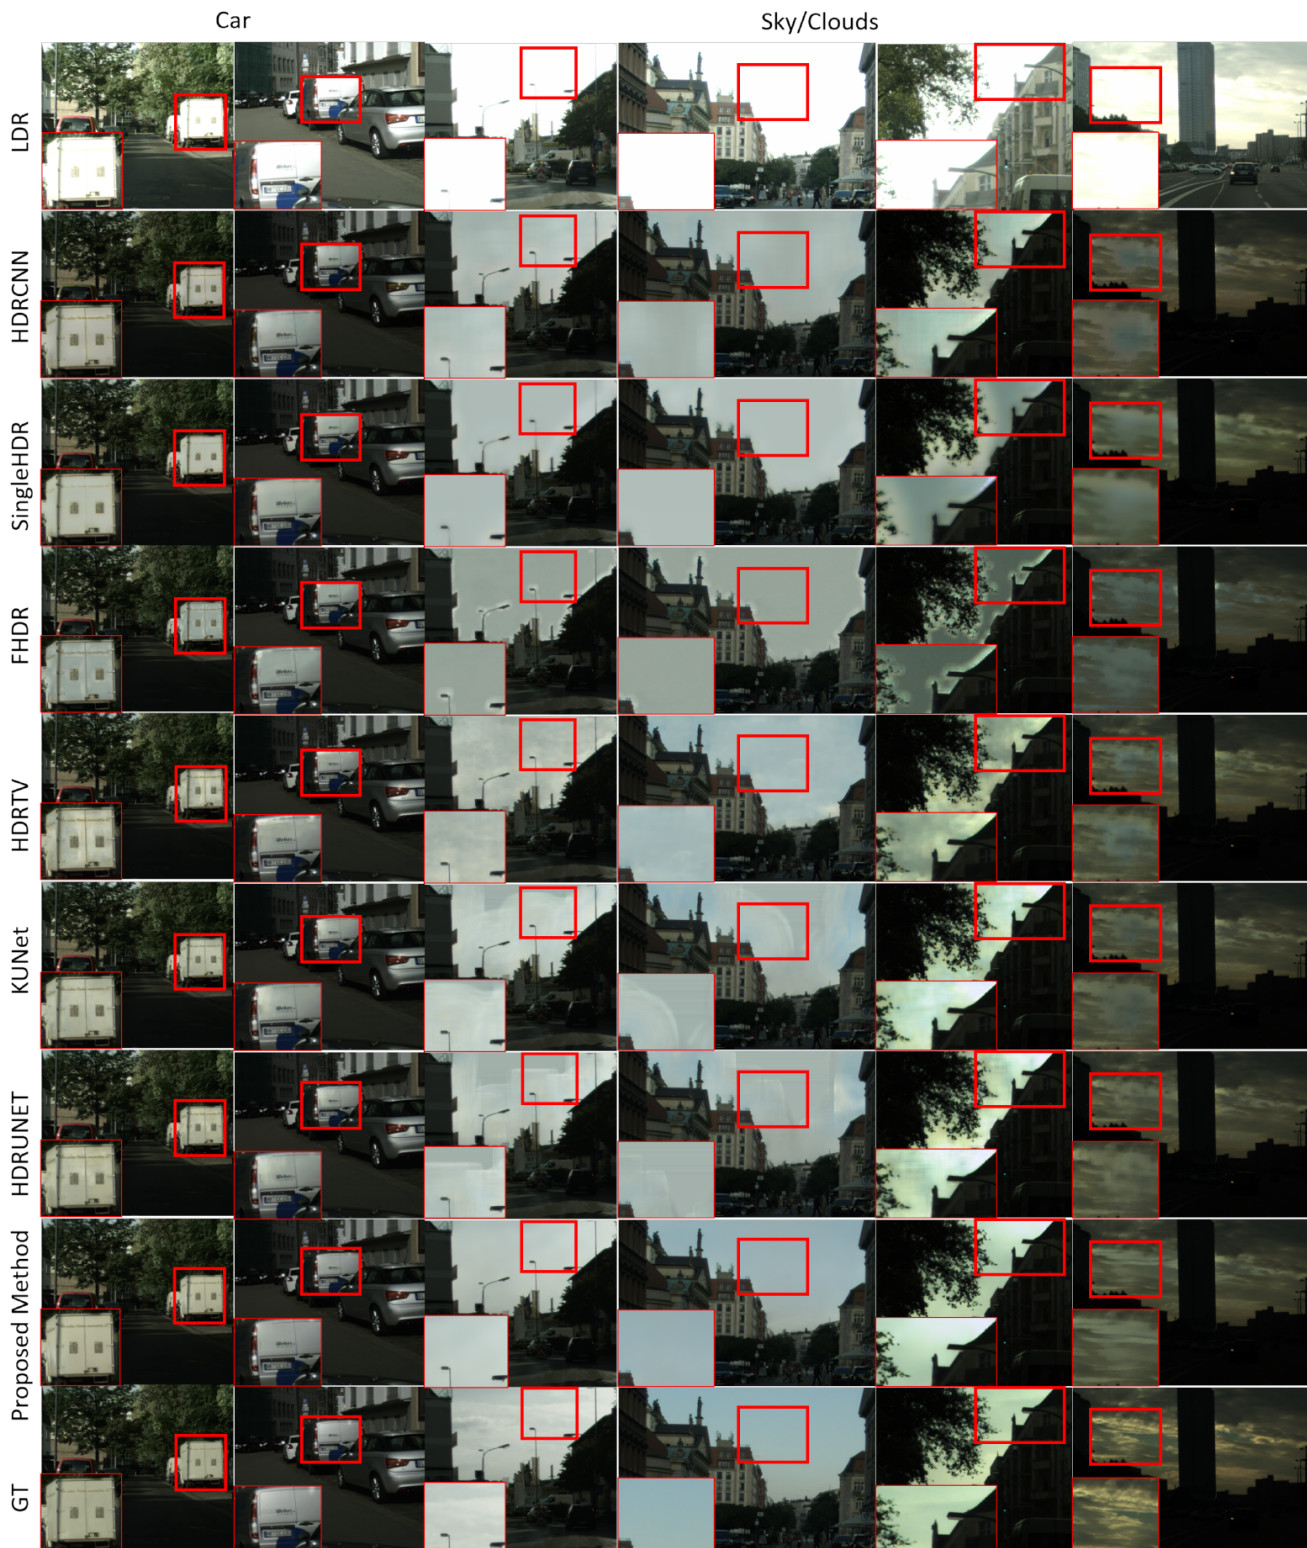 Car
Sky/Clouds
LDR
HDRCNN
SingleHDR
FHDR
HDRTV
KUNet
HDRUNET
Proposed Method
GT